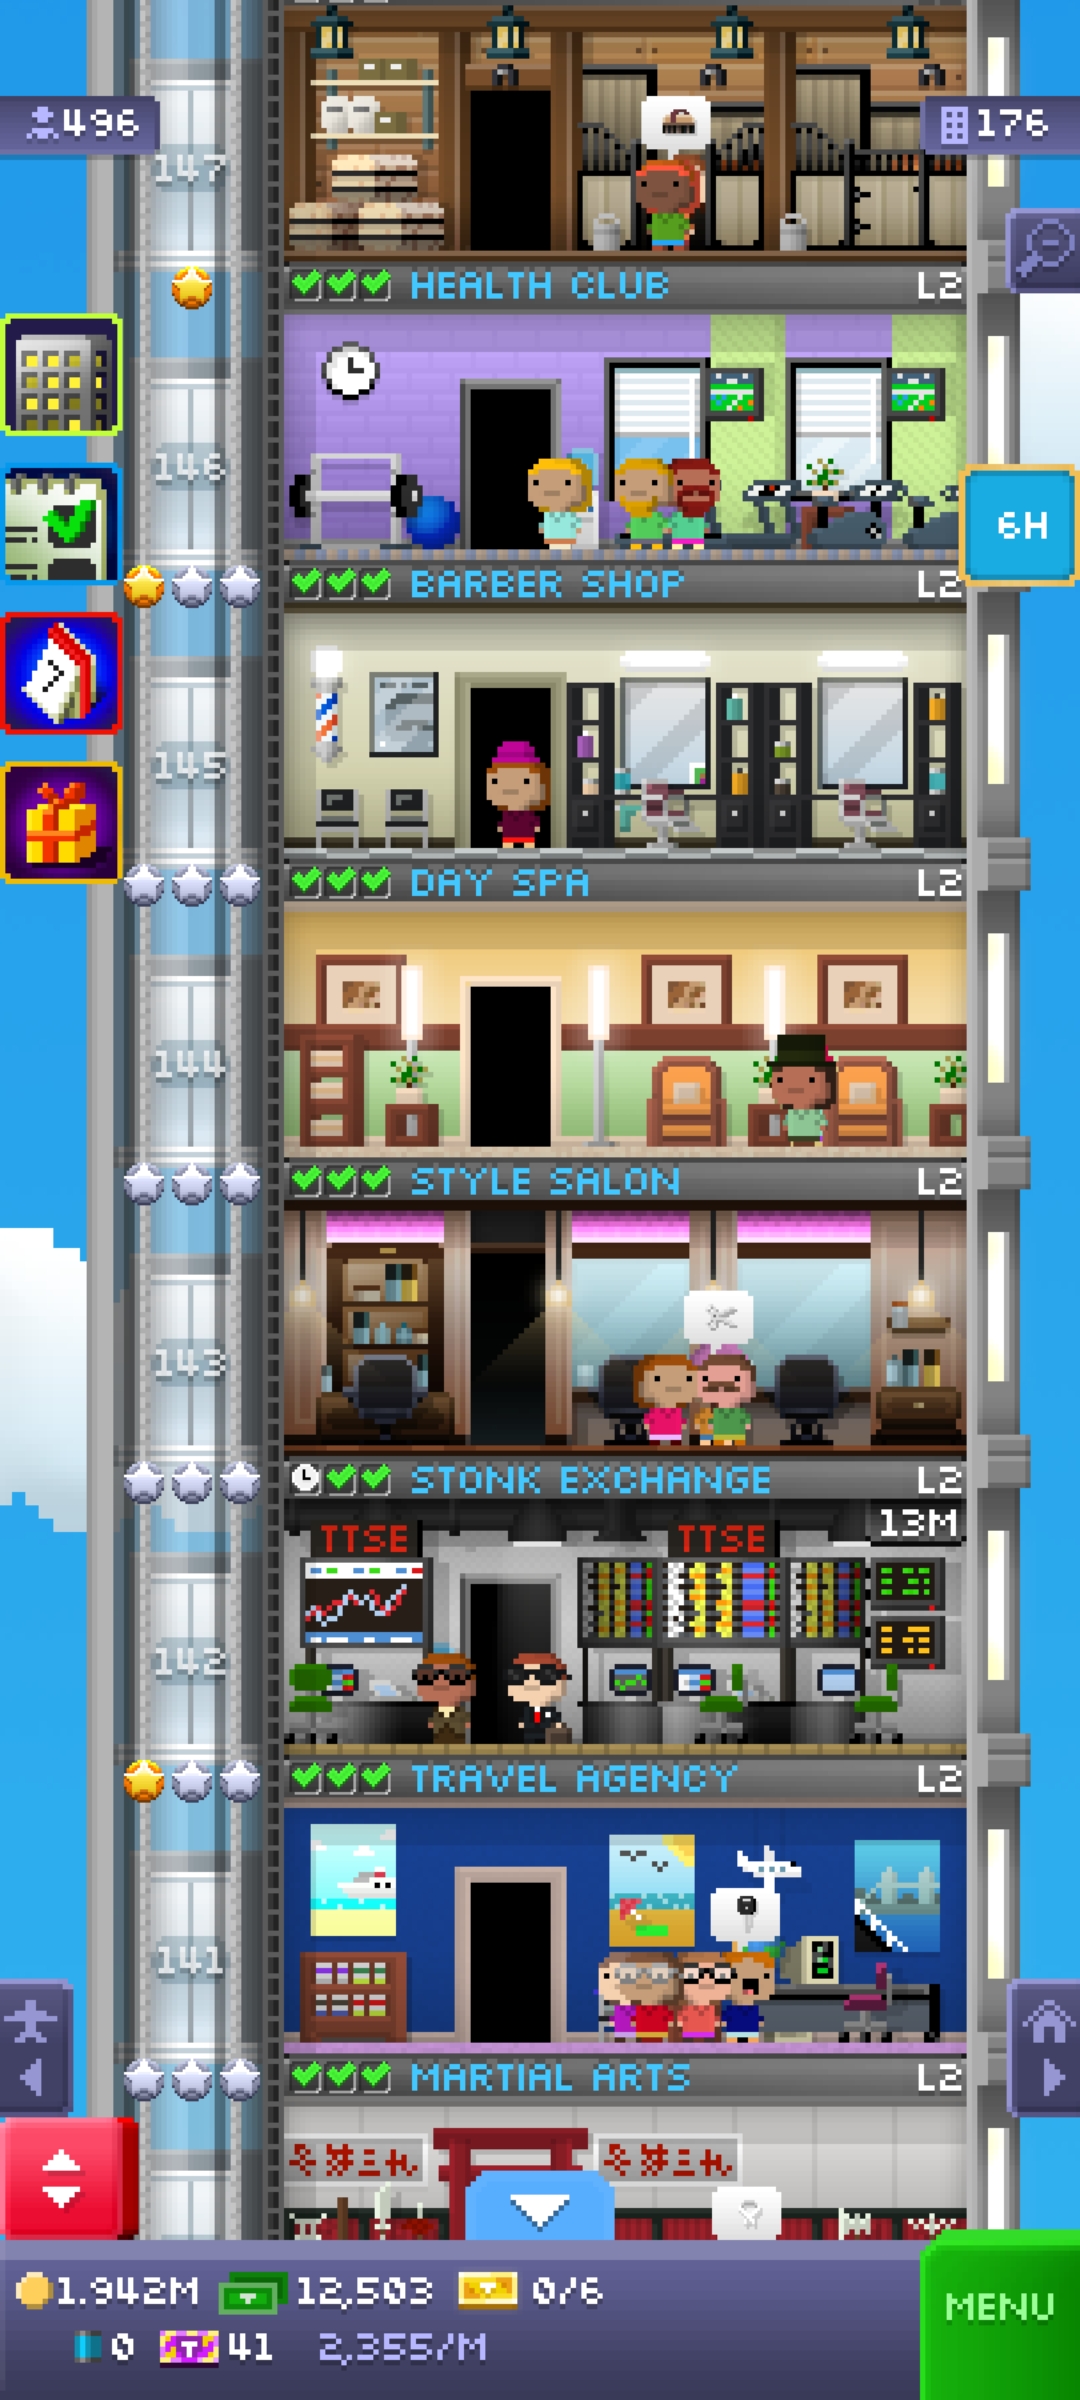 496
176
147
HEALTH CLUB L2
146
6H
BARBER SHOP L2
145
DAY SPA L2
144
STYLE SALON L2
143
STONK EXCHANGE L2
13M
TTSE TTSE
142
TRAVEL AGENCY L2
141
MARTIAL ARTS L2
1.942M 12,503 0/6
MENU
0 41 2,355/M